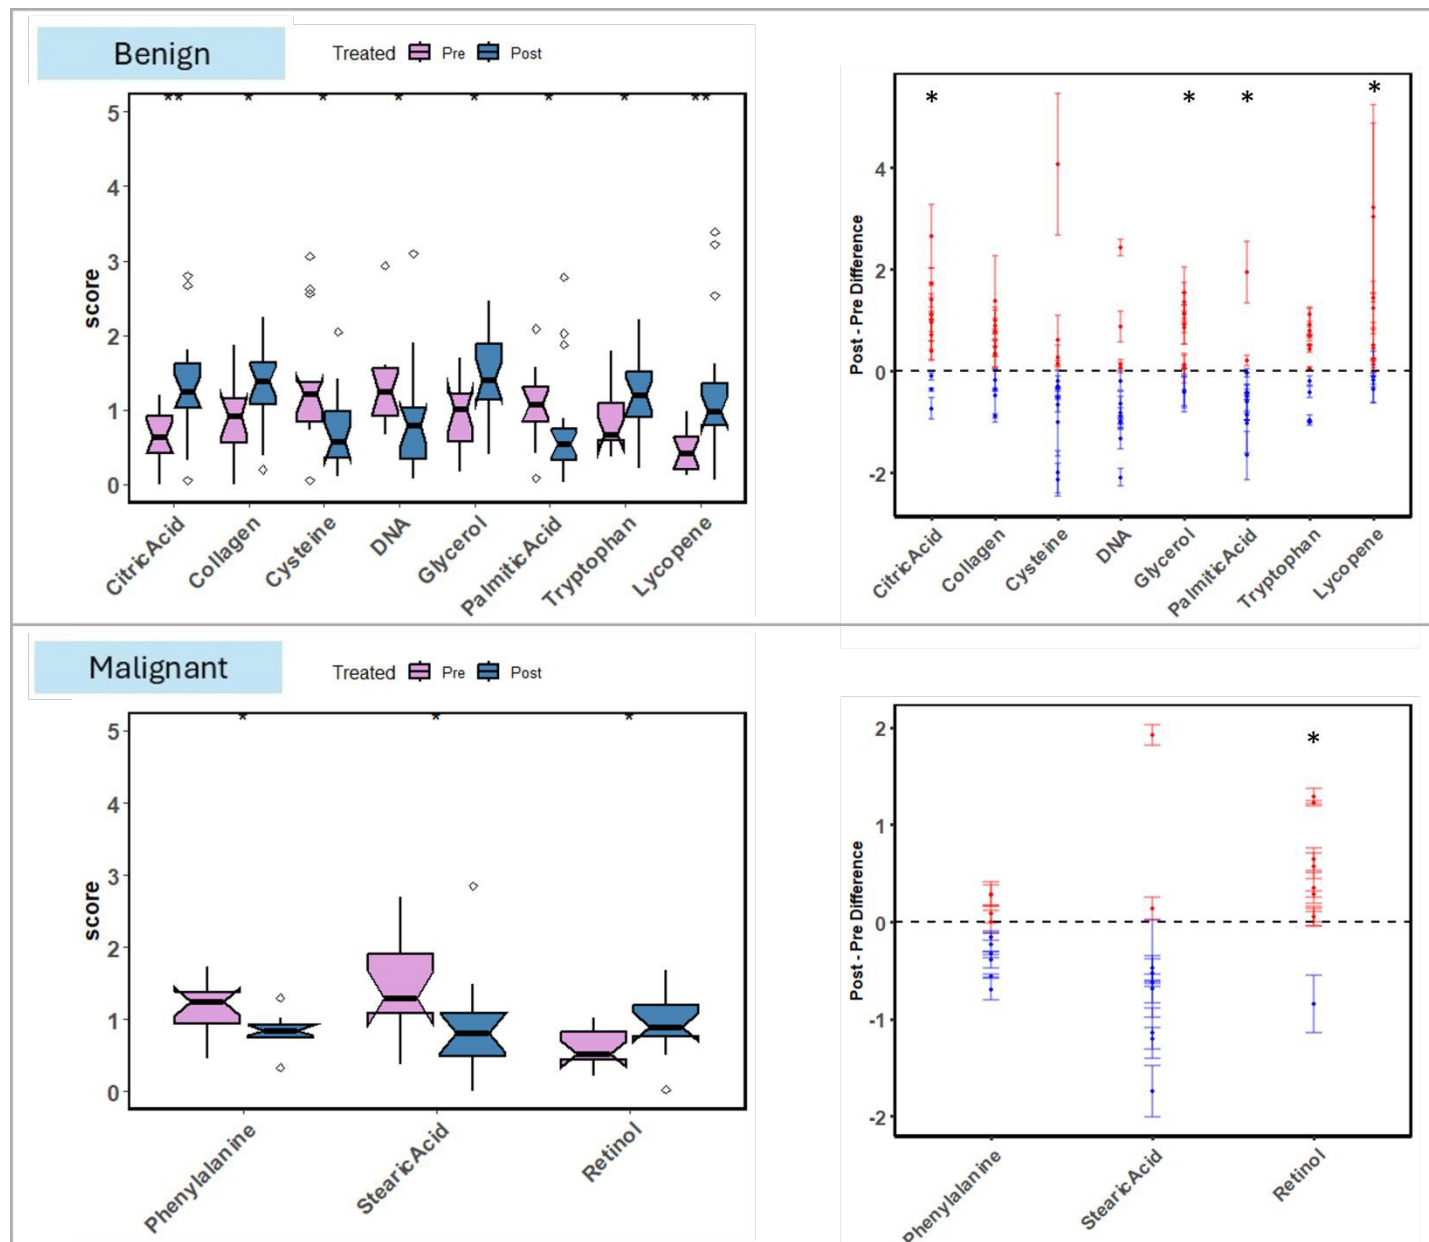 Benign
Treated Pre Post
** * * * * * * **
5
4
3
2
1
0
score
CitricAcid
Collagen
Cysteine
DNA
Glycerol
PalmiticAcid
Tryptophan
Lycopene
* * * *
4
2
0
-2
Post - Pre Difference
CitricAcid
Collagen
Cysteine
DNA
Glycerol
PalmiticAcid
Tryptophan
Lycopene
Malignant
Treated Pre Post
* * *
5
4
3
2
1
0
score
Phenylalanine
StearicAcid
Retinol
*
2
1
0
-1
-2
Post - Pre Difference
Phenylalanine
StearicAcid
Retinol